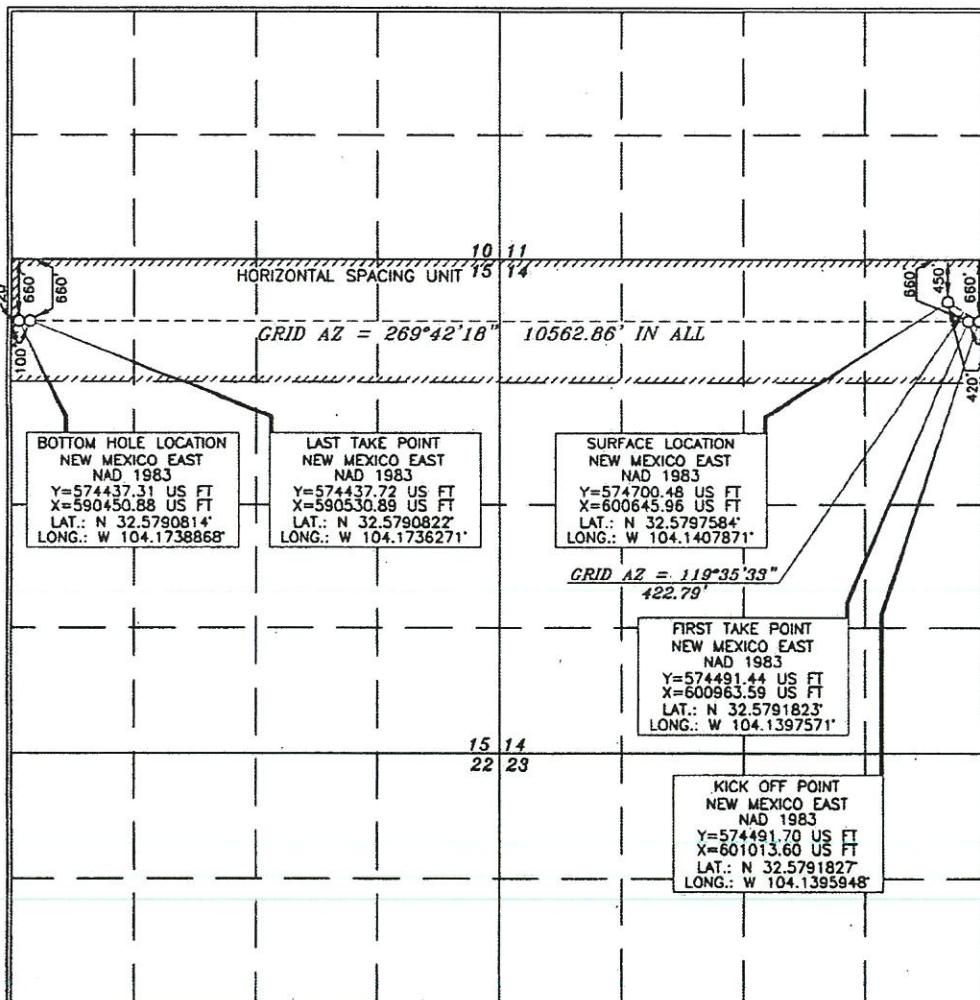 10 11
HORIZONTAL SPACING UNIT 15 14
660'
660'
660'
450'
660'
GRID AZ = 269°42'18" 10562.86' IN ALL
100'
420'
BOTTOM HOLE LOCATION
NEW MEXICO EAST
NAD 1983
Y=574437.31 US FT
X=590450.88 US FT
LAT.: N 32.5790814°
LONG.: W 104.1738868°
LAST TAKE POINT
NEW MEXICO EAST
NAD 1983
Y=574437.72 US FT
X=590530.89 US FT
LAT.: N 32.5790822°
LONG.: W 104.1736271°
SURFACE LOCATION
NEW MEXICO EAST
NAD 1983
Y=574700.48 US FT
X=600645.96 US FT
LAT.: N 32.5797584°
LONG.: W 104.1407871°
GRID AZ = 119°35'33"
422.79'
FIRST TAKE POINT
NEW MEXICO EAST
NAD 1983
Y=574491.44 US FT
X=600963.59 US FT
LAT.: N 32.5791823°
LONG.: W 104.1397571°
15 14
22 23
KICK OFF POINT
NEW MEXICO EAST
NAD 1983
Y=574491.70 US FT
X=601013.60 US FT
LAT.: N 32.5791827°
LONG.: W 104.1395948°